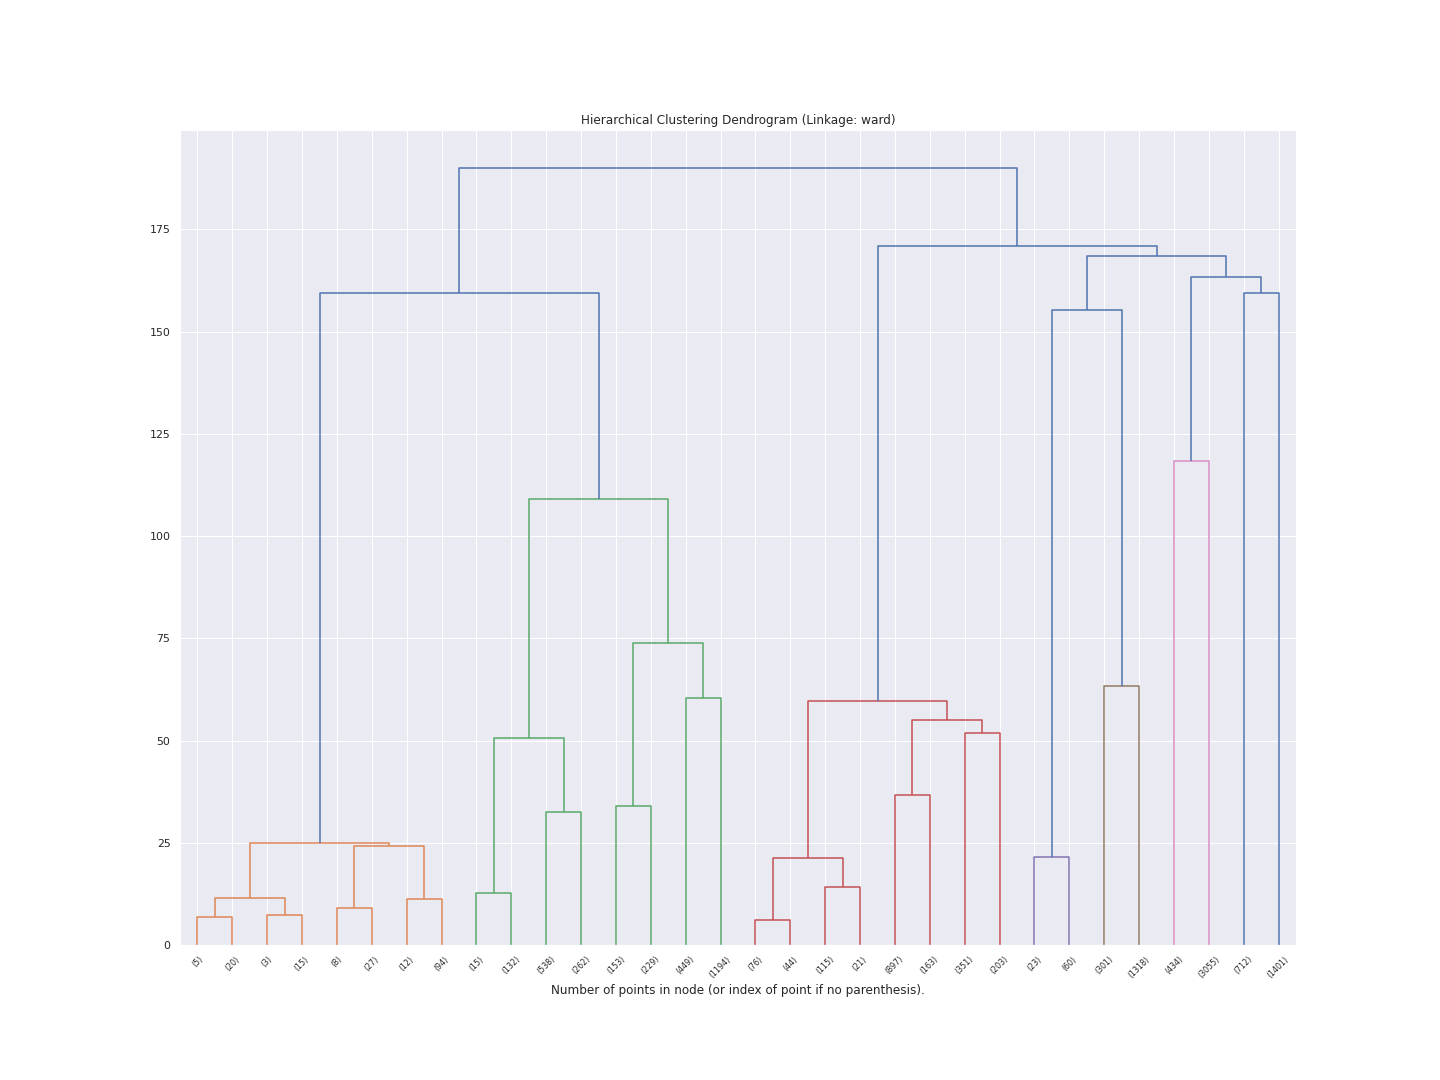 Hierarchical Clustering Dendrogram (Linkage: ward)
175
150
125
100
75
50
25
0
(5) (20) (3) (15) (8) (27) (12) (94) (15) (132) (538) (262) (153) (229) (449) (1194) (76) (44) (115) (21) (897) (163) (351) (203) (23) (60) (301) (1318) (434) (3055) (712) (1401)
Number of points in node (or index of point if no parenthesis).